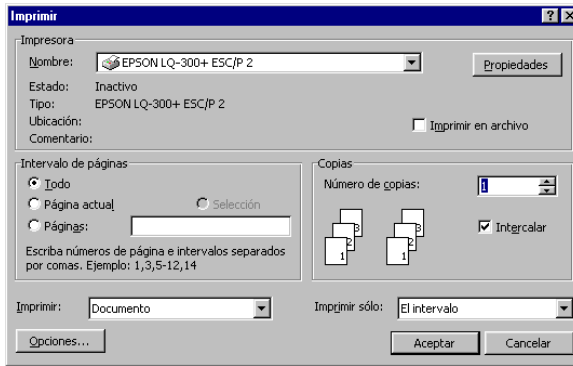 Imprimir
Impresora
Nombre: EPSON LQ-300+ ESC/P 2
Propiedades
Estado: Inactivo
Tipo: EPSON LQ-300+ ESC/P 2
Ubicación:
Comentario:
Imprimir en archivo
Intervalo de páginas
Todo
Página actual
Selección
Páginas:
Escriba números de página e intervalos separados
por comas. Ejemplo: 1,3,5-12,14
Copias
Número de copias: 1
3 3
2 2
1 1
Intercalar
Imprimir: Documento
Imprimir sólo: El intervalo
Opciones...
Aceptar
Cancelar